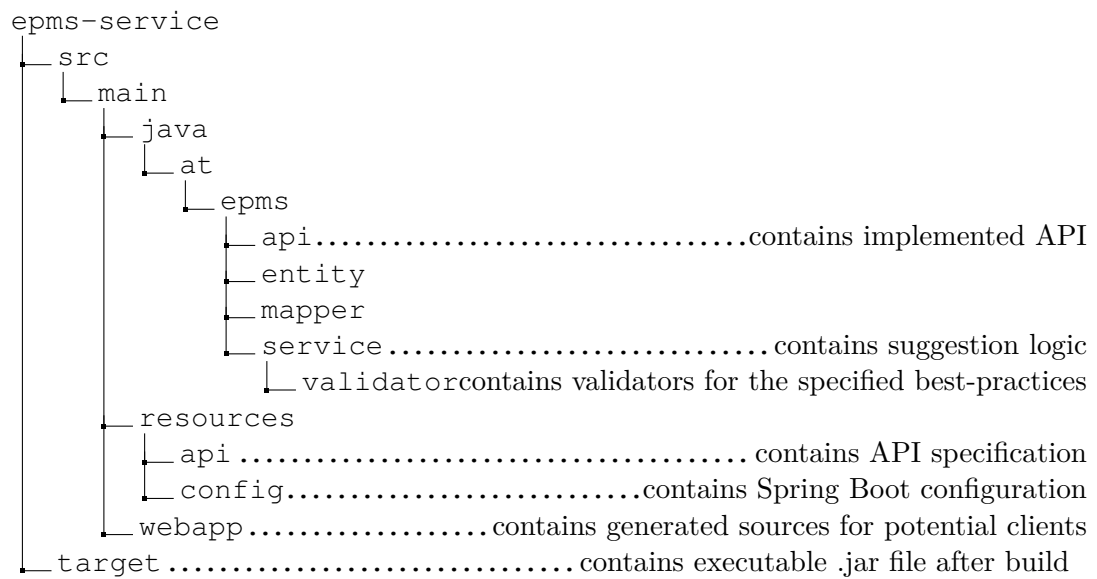 epms-service
src
main
java
at
epms
api..................................contains implemented API
entity
mapper
service..............................contains suggestion logic
validatorcontains validators for the specified best-practices
resources
api........................................contains API specification
config............................contains Spring Boot configuration
webapp...................contains generated sources for potential clients
target..................................contains executable .jar file after build